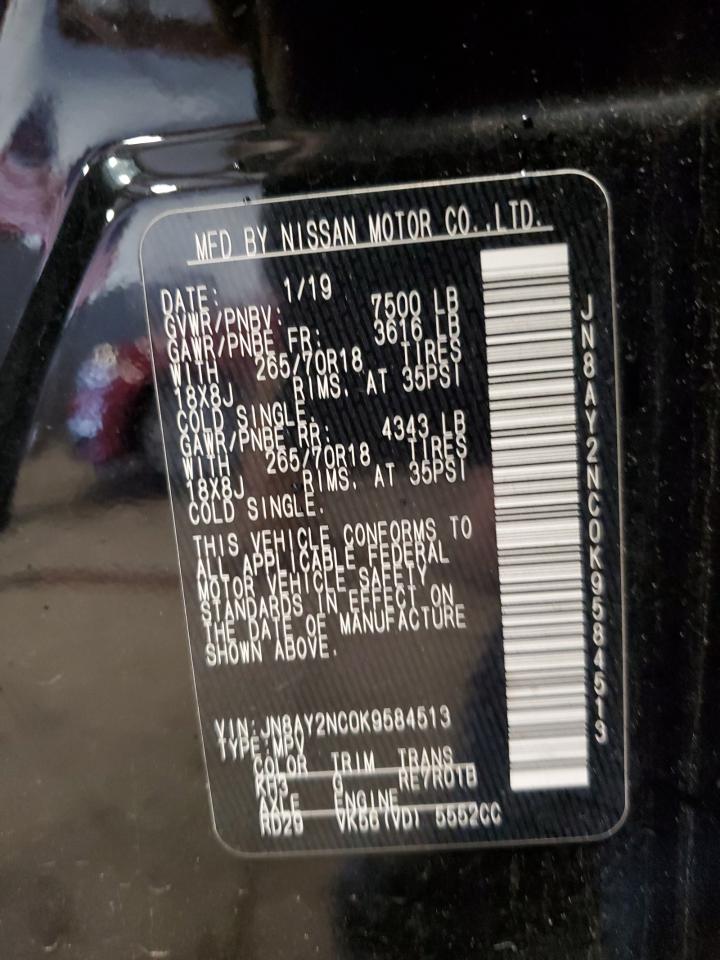 MFD BY NISSAN MOTOR CO.,LTD.
DATE: 1/19
GVWR/PNBV: 7500 LB
GAWR/PNBE FR: 3616 LB
WITH 265/70R18 TIRES
18X8J RIMS, AT 35PSI
COLD SINGLE.
GAWR/PNBE RR: 4343 LB
WITH 265/70R18 TIRES
18X8J RIMS, AT 35PSI
COLD SINGLE.
THIS VEHICLE CONFORMS TO
ALL APPLICABLE FEDERAL
MOTOR VEHICLE SAFETY
STANDARDS IN EFFECT ON
THE DATE OF MANUFACTURE
SHOWN ABOVE.
VIN:JN8AY2NC0K9584513
TYPE:MPV
COLOR TRIM TRANS
KH3 G RE7R01B
AXLE ENGINE
RD29 VK56(VD) 5552CC
JN8AY2NC0K9584513